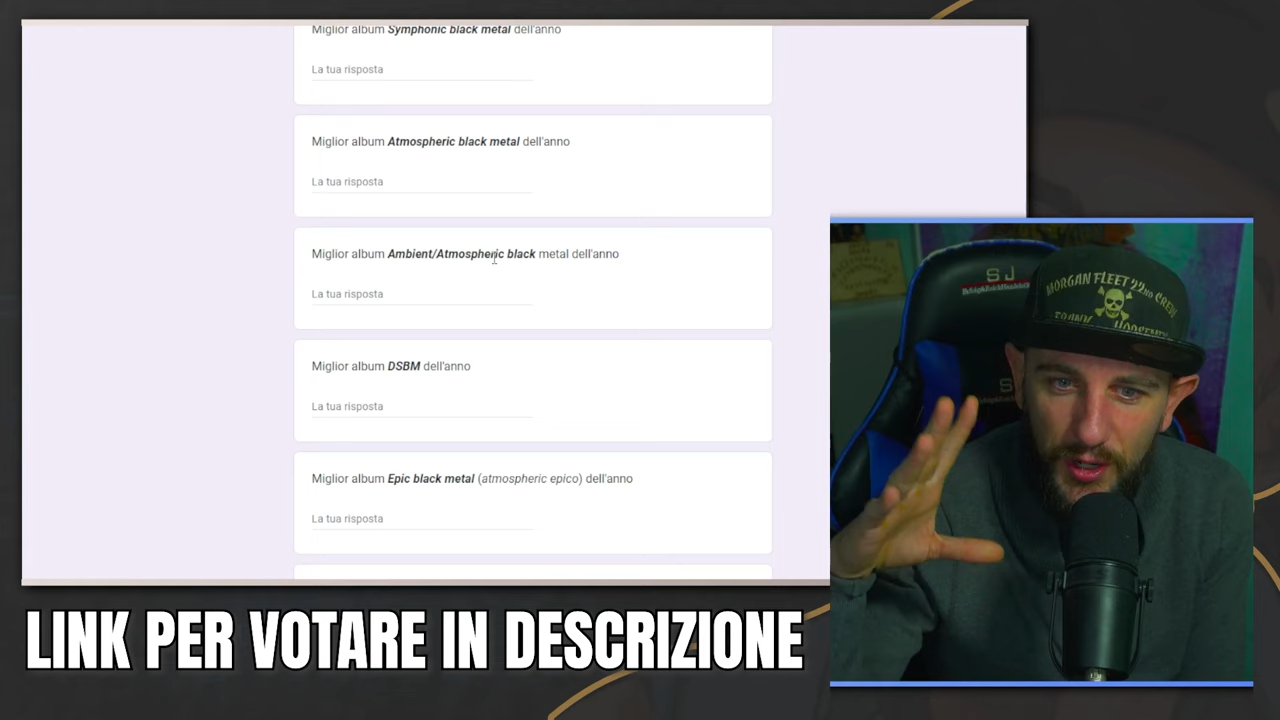 Miglior album Symphonic black metal dell'anno
La tua risposta
Miglior album Atmospheric black metal dell'anno
La tua risposta
Miglior album Ambient/Atmospheric black metal dell'anno
La tua risposta
Miglior album DSBM dell'anno
La tua risposta
Miglior album Epic black metal (atmospheric epico) dell'anno
La tua risposta
LINK PER VOTARE IN DESCRIZIONE
S J
S
MORGAN FLEET 22ND CREW